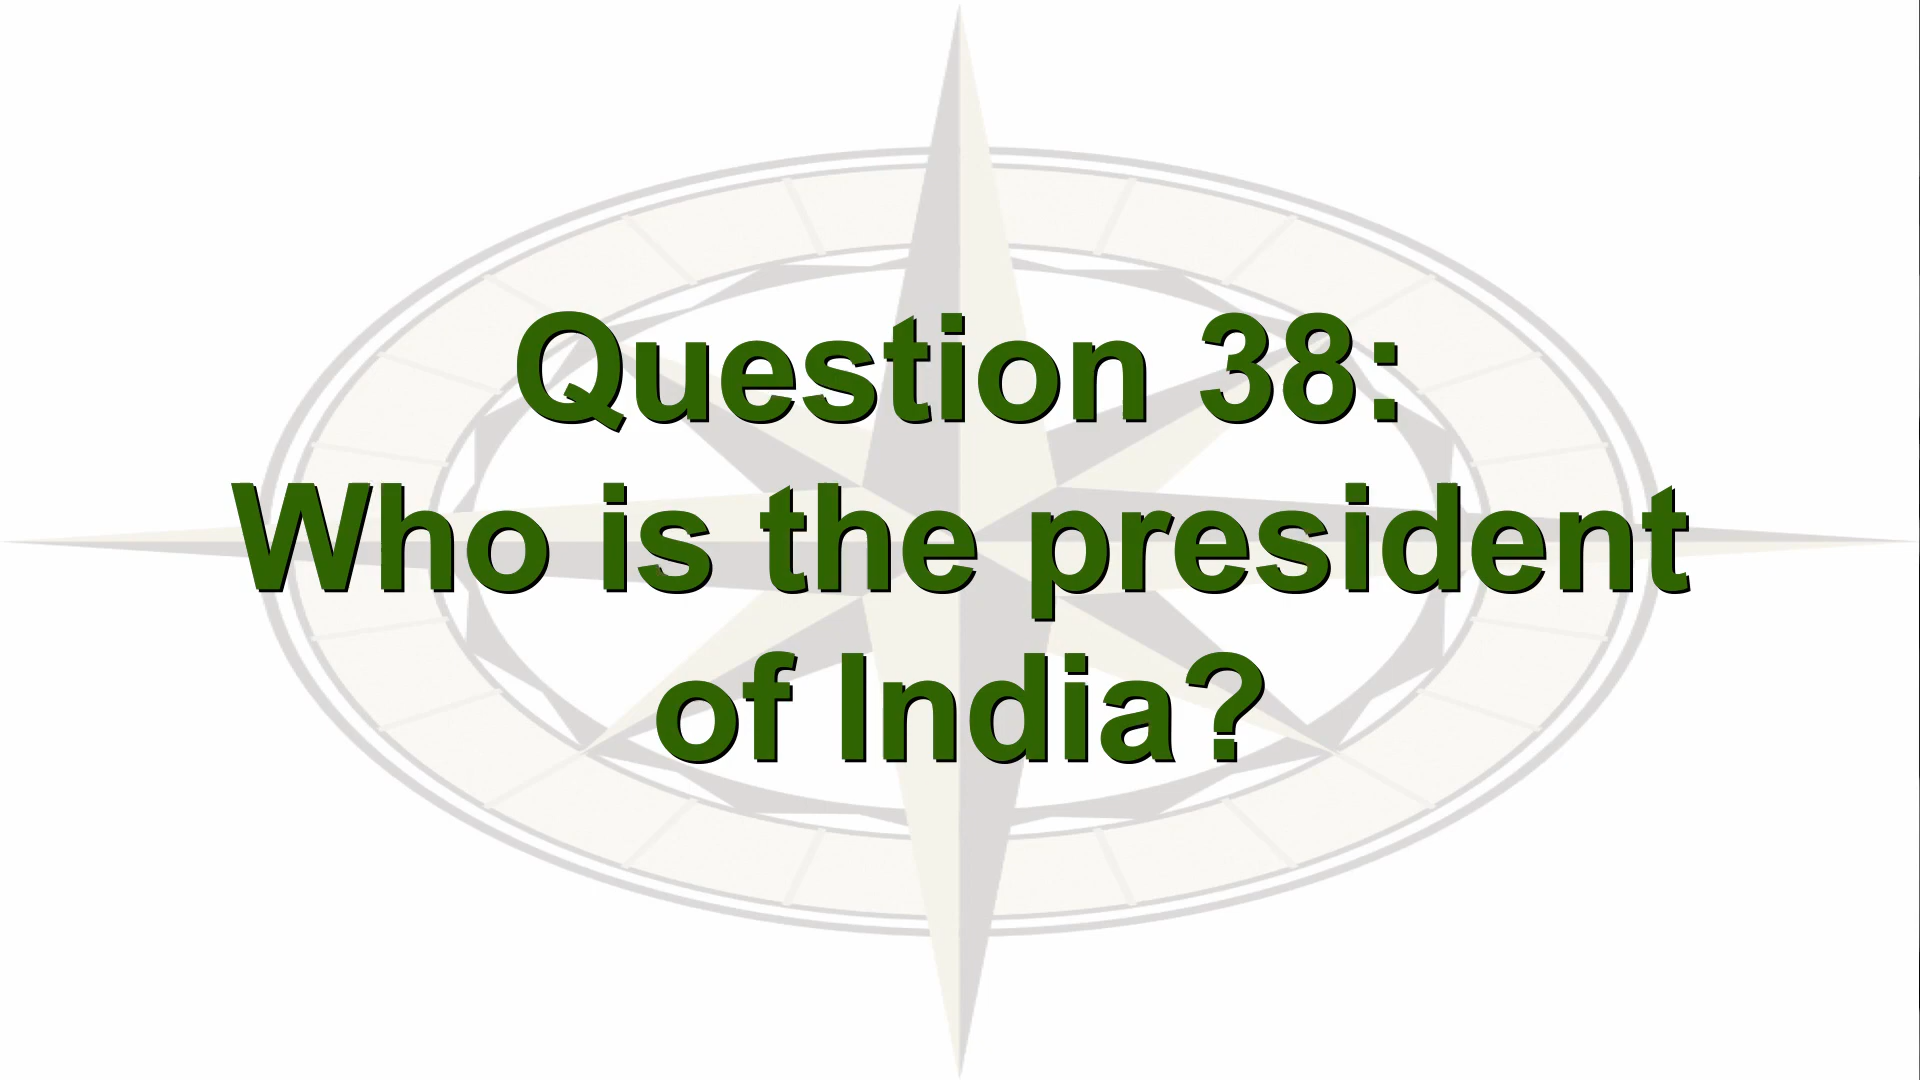 Question 38:
Who is the president
of India?